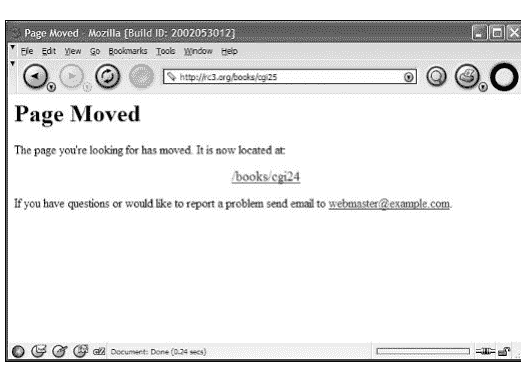 Page Moved - Mozilla {Build ID: 2002053012}
File Edit View Go Bookmarks Tools Window Help
http://rc3.org/books/cgi25
Page Moved
The page you're looking for has moved. It is now located at:
/books/cgi24
If you have questions or would like to report a problem send email to webmaster@example.com.
Document: Done (0.24 secs)